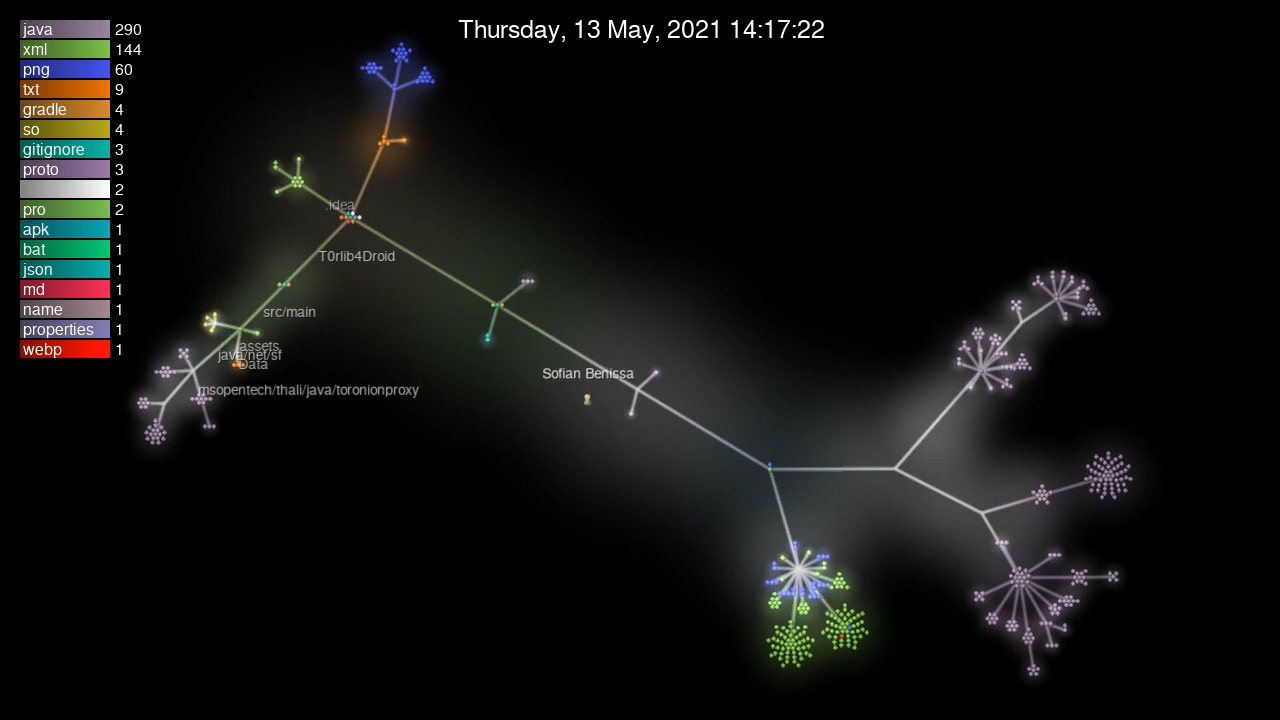 Thursday, 13 May, 2021 14:17:22
java 290
xml 144
png 60
txt 9
gradle 4
so 4
gitignore 3
proto 3
2
pro 2
apk 1
bat 1
json 1
md 1
name 1
properties 1
webp 1
.idea
T0rlib4Droid
src/main
assets
java/net/sf
Data
msopentech/thali/java/toronionproxy
Sofian Benissa